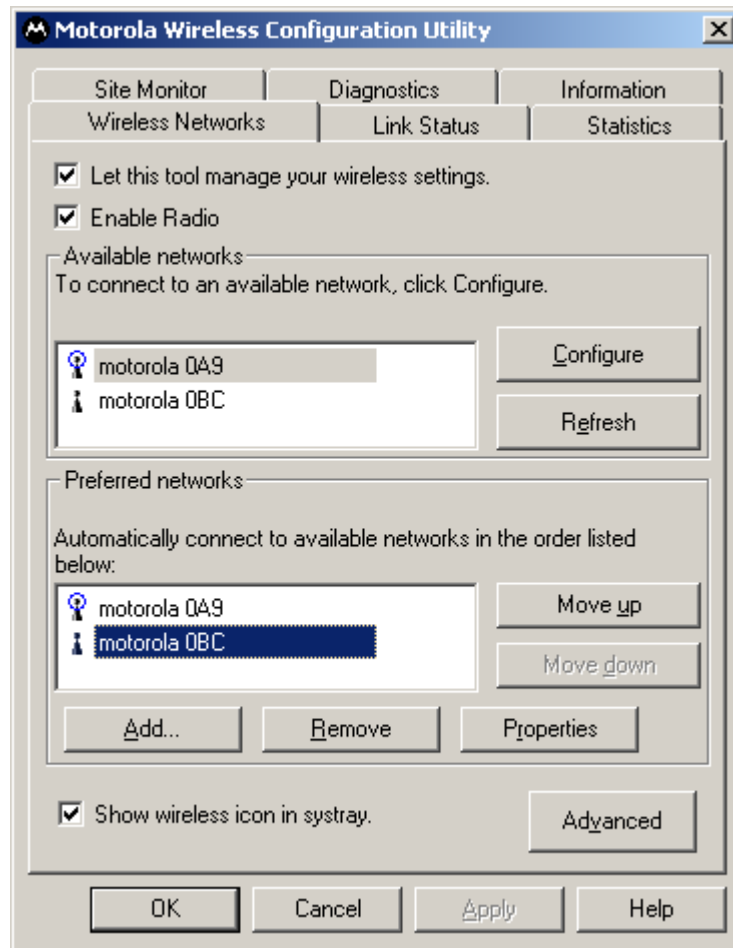 Motorola Wireless Configuration Utility
Site Monitor Diagnostics Information
Wireless Networks Link Status Statistics
Let this tool manage your wireless settings.
Enable Radio
Available networks
To connect to an available network, click Configure.
motorola 0A9
motorola 0BC
Configure
Refresh
Preferred networks
Automatically connect to available networks in the order listed
below:
motorola 0A9
motorola 0BC
Move up
Move down
Add... Remove Properties
Show wireless icon in systray.
Advanced
OK Cancel Apply Help